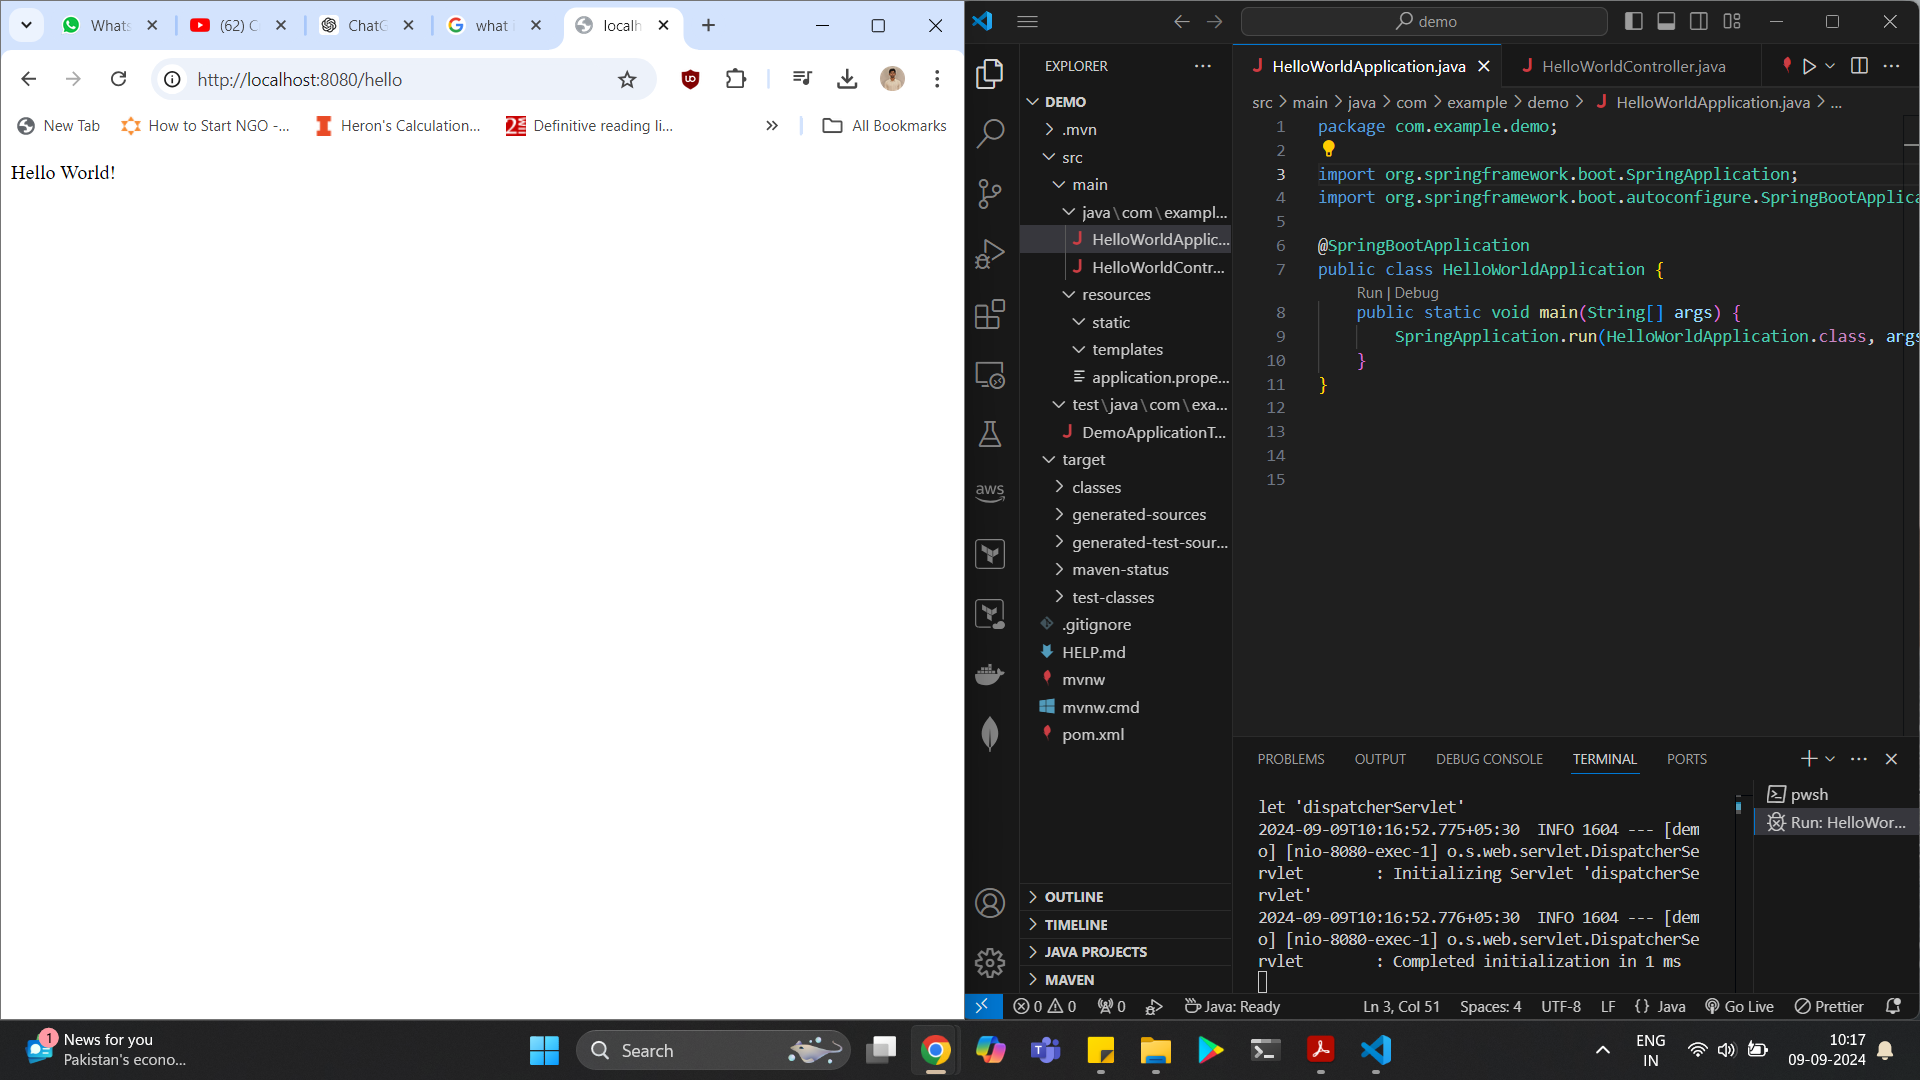 Whats
(62) C
ChatG
what i
localh
http://localhost:8080/hello
New Tab
How to Start NGO -...
Heron's Calculation...
Definitive reading li...
All Bookmarks
Hello World!
demo
EXPLORER
DEMO
.mvn
src
main
java\com\exampl...
HelloWorldApplic...
HelloWorldContr...
resources
static
templates
application.prope...
test\java\com\exa...
DemoApplicationT...
target
classes
generated-sources
generated-test-sour...
maven-status
test-classes
.gitignore
HELP.md
mvnw
mvnw.cmd
pom.xml
OUTLINE
TIMELINE
JAVA PROJECTS
MAVEN
aws
HelloWorldApplication.java
HelloWorldController.java
src > main > java > com > example > demo > HelloWorldApplication.java > ...
1 package com.example.demo;
2
3 import org.springframework.boot.SpringApplication;
4 import org.springframework.boot.autoconfigure.SpringBootApplica
5
6 @SpringBootApplication
7 public class HelloWorldApplication {
Run | Debug
8 public static void main(String[] args) {
9 SpringApplication.run(HelloWorldApplication.class, args
10 }
11 }
12
13
14
15
PROBLEMS
OUTPUT
DEBUG CONSOLE
TERMINAL
PORTS
let 'dispatcherServlet'
2024-09-09T10:16:52.775+05:30  INFO 1604 --- [dem
o] [nio-8080-exec-1] o.s.web.servlet.DispatcherSe
rvlet        : Initializing Servlet 'dispatcherSe
rvlet'
2024-09-09T10:16:52.776+05:30  INFO 1604 --- [dem
o] [nio-8080-exec-1] o.s.web.servlet.DispatcherSe
rvlet        : Completed initialization in 1 ms
pwsh
Run: HelloWor...
0
0
0
Java: Ready
Ln 3, Col 51
Spaces: 4
UTF-8
LF
{ } Java
Go Live
Prettier
1
News for you
Pakistan's econo...
Search
ENG
IN
10:17
09-09-2024